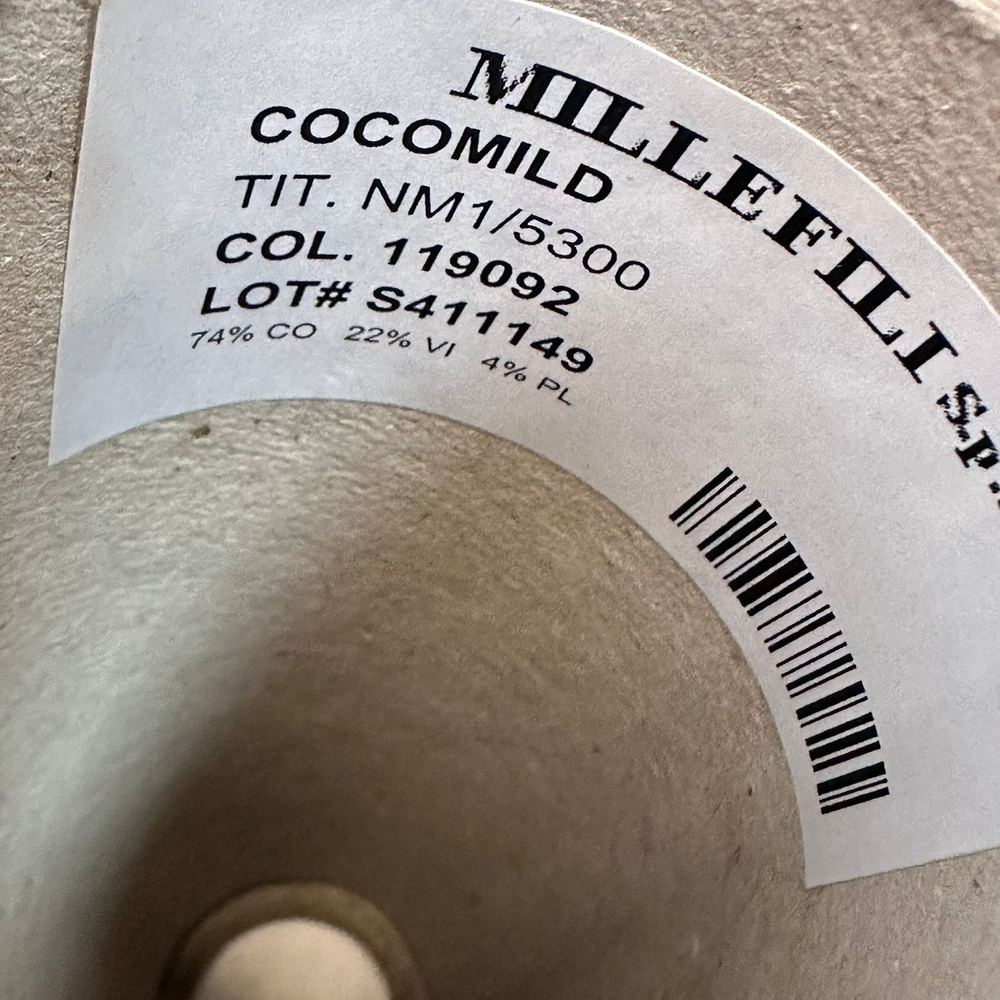 MILLEFILI S.P.
COCOMILD
TIT. NM1/5300
COL. 119092
LOT# S411149
74% CO 22% VI 4% PL